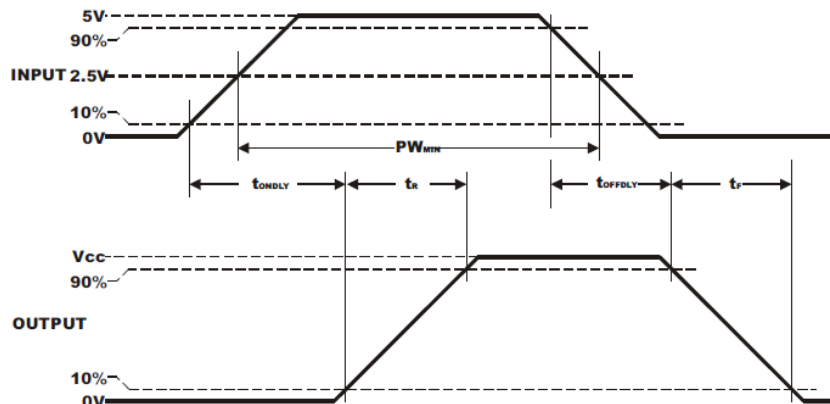 5V
90%
INPUT 2.5V
10%
0V
PWMIN
tONDLY tR tOFFDLY tF
Vcc
90%
OUTPUT
10%
0V